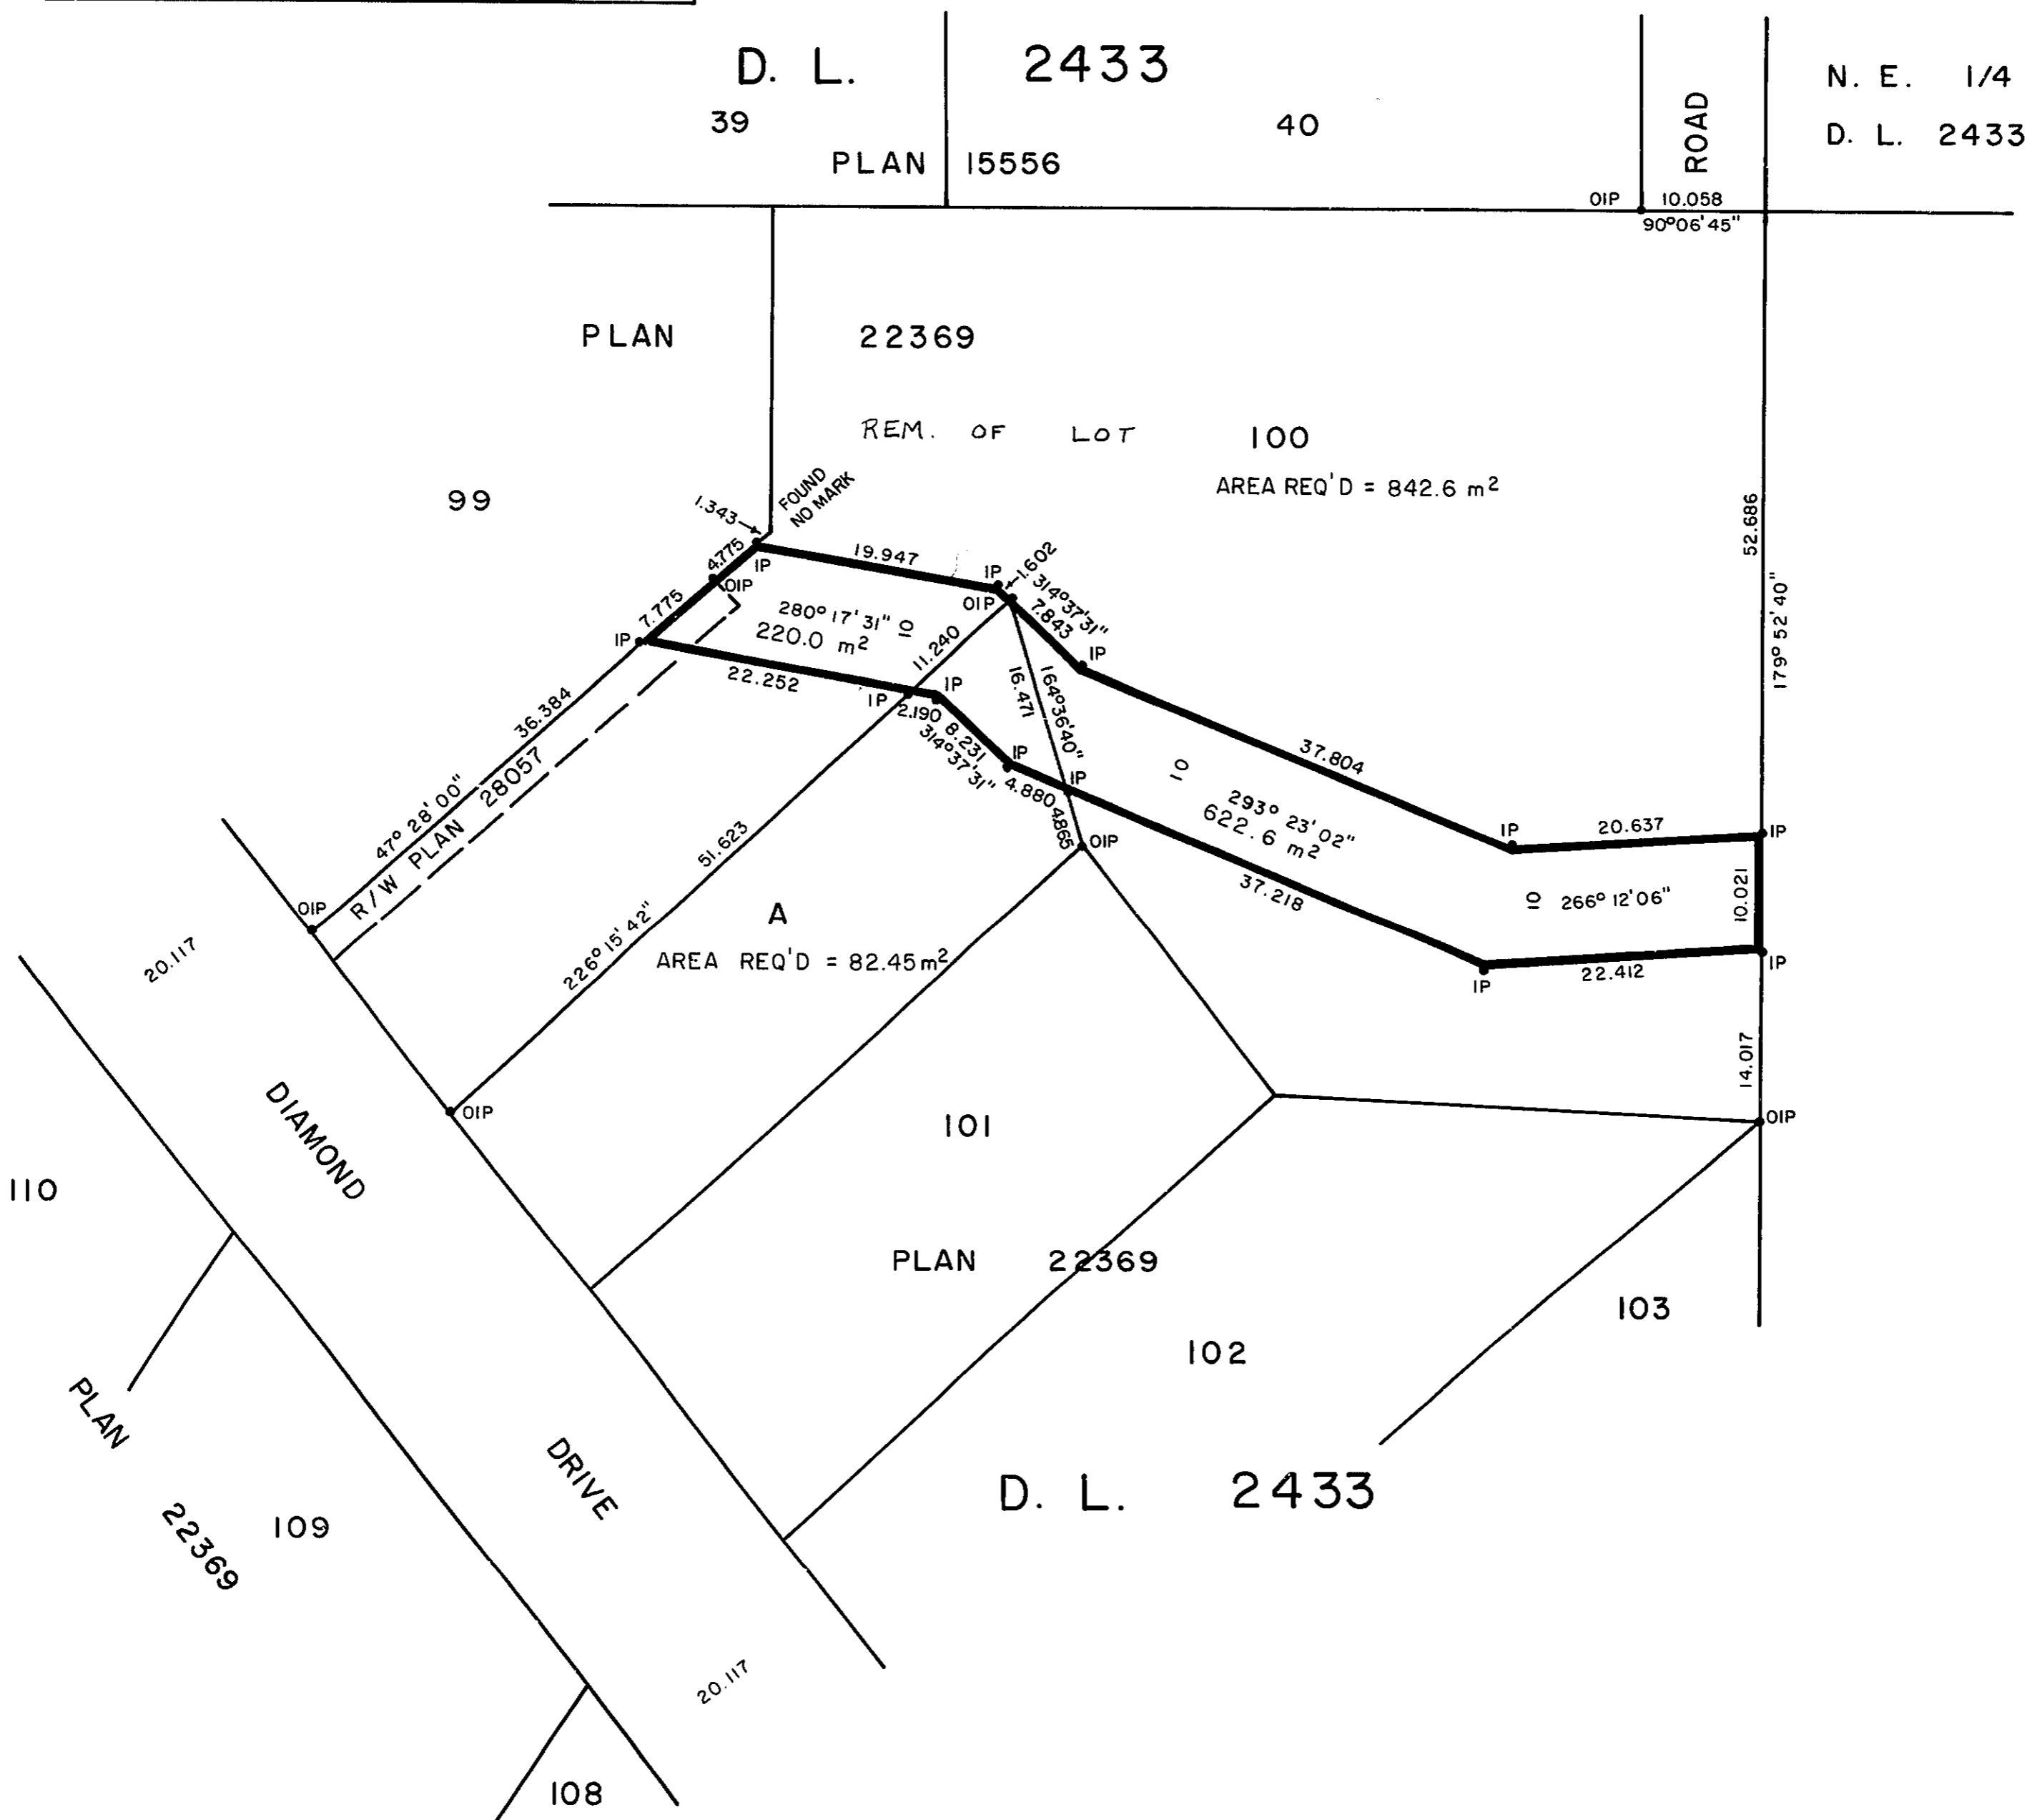 D. L. 2433
N. E. 1/4
D. L. 2433
39
40
ROAD
PLAN 15556
OIP 10.058
90°06'45"
PLAN 22369
REM. OF LOT 100
AREA REQ'D = 842.6 m²
99
1.343
FOUND
NO MARK
52.686
179° 52' 40"
4.775
IP
OIP
7.775
IP
19.947
IP
1.602
314°37'31"
OIP
7.843
IP
280° 17' 31"
10
220.0 m²
11.240
22.252
IP
IP
2.190
8.231
314°37'31"
IP
16.471
164°36'40"
4.880
IP
4.865
OIP
36.384
47° 28' 00"
R/W PLAN 28057
OIP
51.623
226° 15' 42"
37.804
10
293° 23' 02"
622.6 m²
37.218
IP
20.637
IP
10
266° 12' 06"
10.021
22.412
IP
IP
14.017
OIP
A
AREA REQ'D = 82.45 m²
20.117
OIP
DIAMOND
DRIVE
101
110
PLAN 22369
103
102
PLAN
22369
109
D. L. 2433
20.117
108